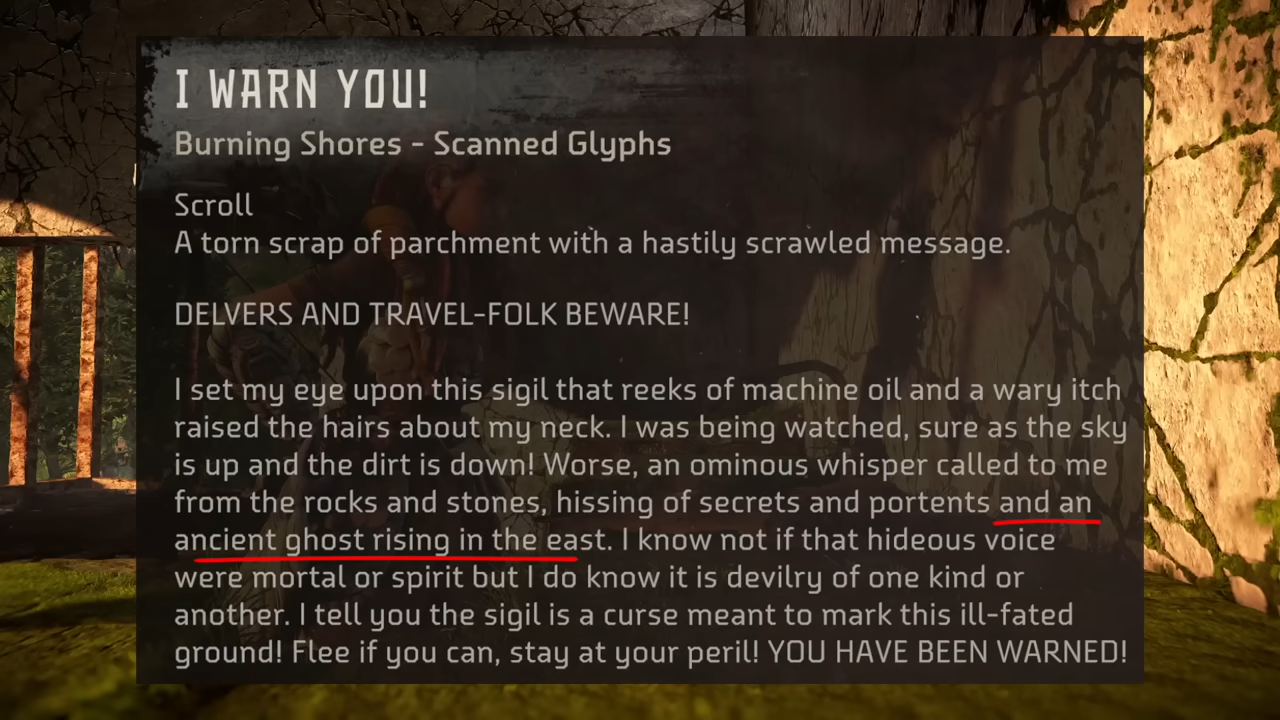 I WARN YOU!
Burning Shores - Scanned Glyphs
Scroll
A torn scrap of parchment with a hastily scrawled message.
DELVERS AND TRAVEL-FOLK BEWARE!
I set my eye upon this sigil that reeks of machine oil and a wary itch
raised the hairs about my neck. I was being watched, sure as the sky
is up and the dirt is down! Worse, an ominous whisper called to me
from the rocks and stones, hissing of secrets and portents and an
ancient ghost rising in the east. I know not if that hideous voice
were mortal or spirit but I do know it is devilry of one kind or
another. I tell you the sigil is a curse meant to mark this ill-fated
ground! Flee if you can, stay at your peril! YOU HAVE BEEN WARNED!